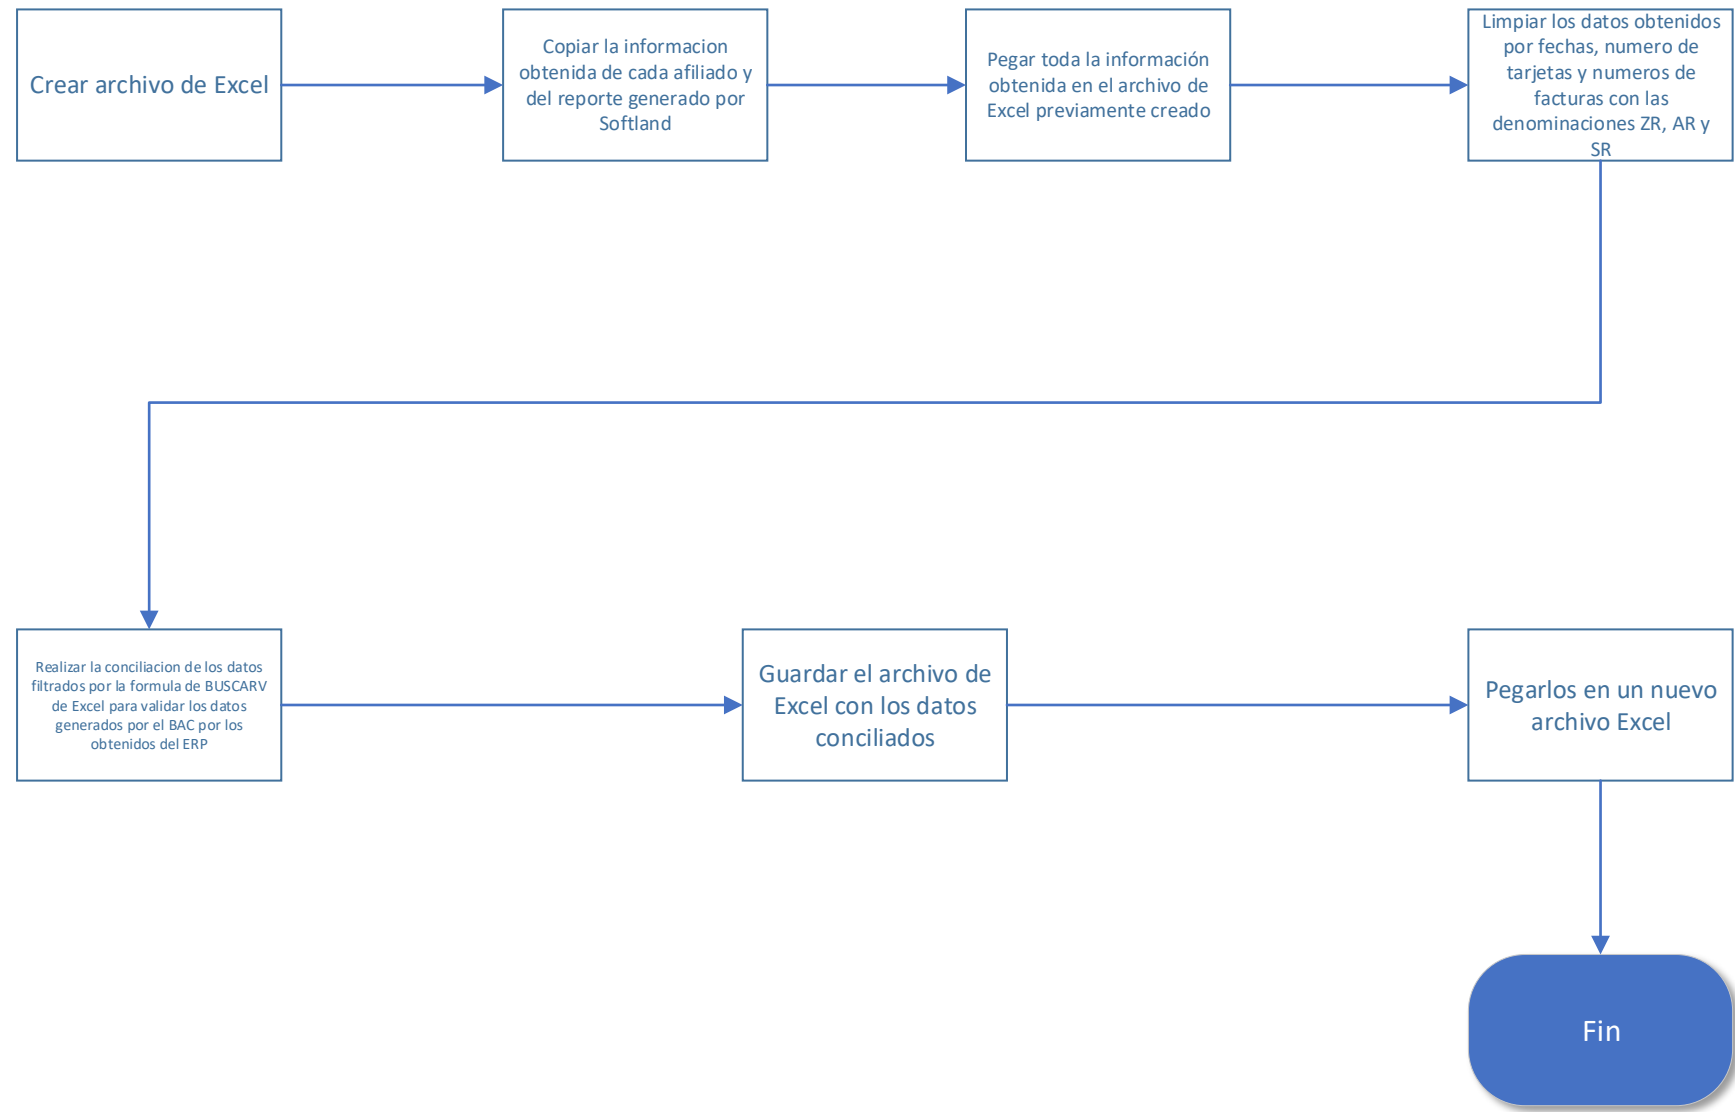 Crear archivo de Excel
Copiar la informacion
obtenida de cada afiliado y
del reporte generado por
Softland
Pegar toda la información
obtenida en el archivo de
Excel previamente creado
Limpiar los datos obtenidos
por fechas, numero de
tarjetas y numeros de
facturas con las
denominaciones ZR, AR y
SR
Realizar la conciliacion de los datos
filtrados por la formula de BUSCARV
de Excel para validar los datos
generados por el BAC por los
obtenidos del ERP
Guardar el archivo de
Excel con los datos
conciliados
Pegarlos en un nuevo
archivo Excel
Fin